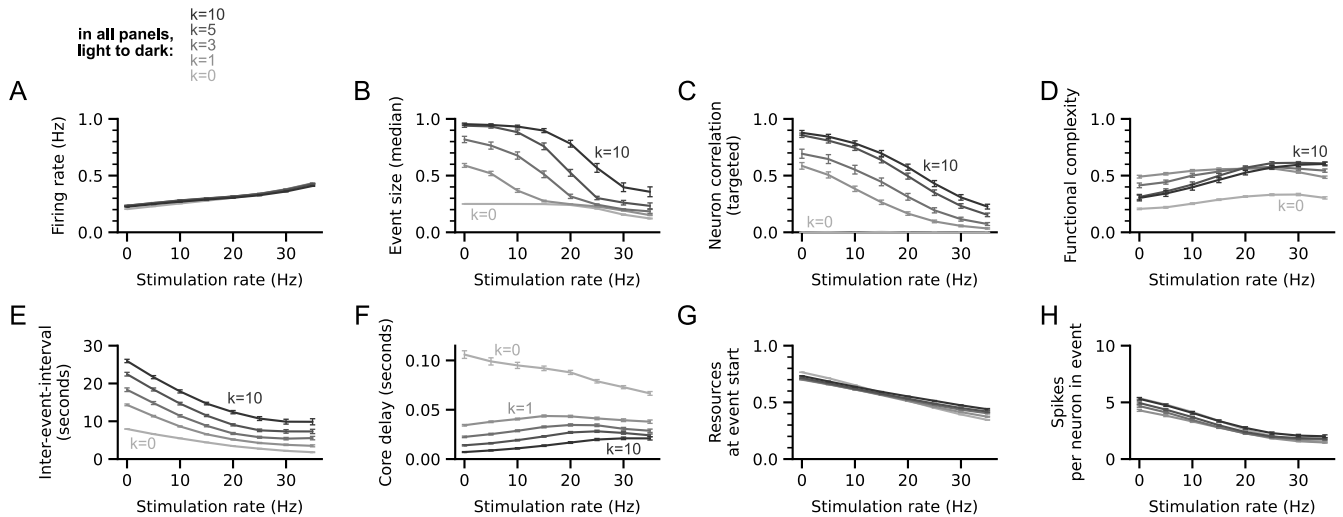 in all panels,
light to dark:
k=10
k=5
k=3
k=1
k=0
A
Firing rate (Hz)
1.0
0.5
0.0
0 10 20 30
Stimulation rate (Hz)
B
Event size (median)
1.0
0.5
0.0
k=10
k=0
0 10 20 30
Stimulation rate (Hz)
C
Neuron correlation
(targeted)
1.0
0.5
0.0
k=10
0 10 20 30
Stimulation rate (Hz)
D
Functional complexity
1.0
0.5
0.0
k=10
k=0
0 10 20 30
Stimulation rate (Hz)
E
Inter-event-interval
(seconds)
30
20
10
0
k=10
k=0
0 10 20 30
Stimulation rate (Hz)
F
Core delay (seconds)
0.10
0.05
0.00
k=0
k=1
k=10
0 10 20 30
Stimulation rate (Hz)
G
Resources
at event start
1.0
0.5
0.0
0 10 20 30
Stimulation rate (Hz)
H
Spikes
per neuron in event
10
5
0
0 10 20 30
Stimulation rate (Hz)